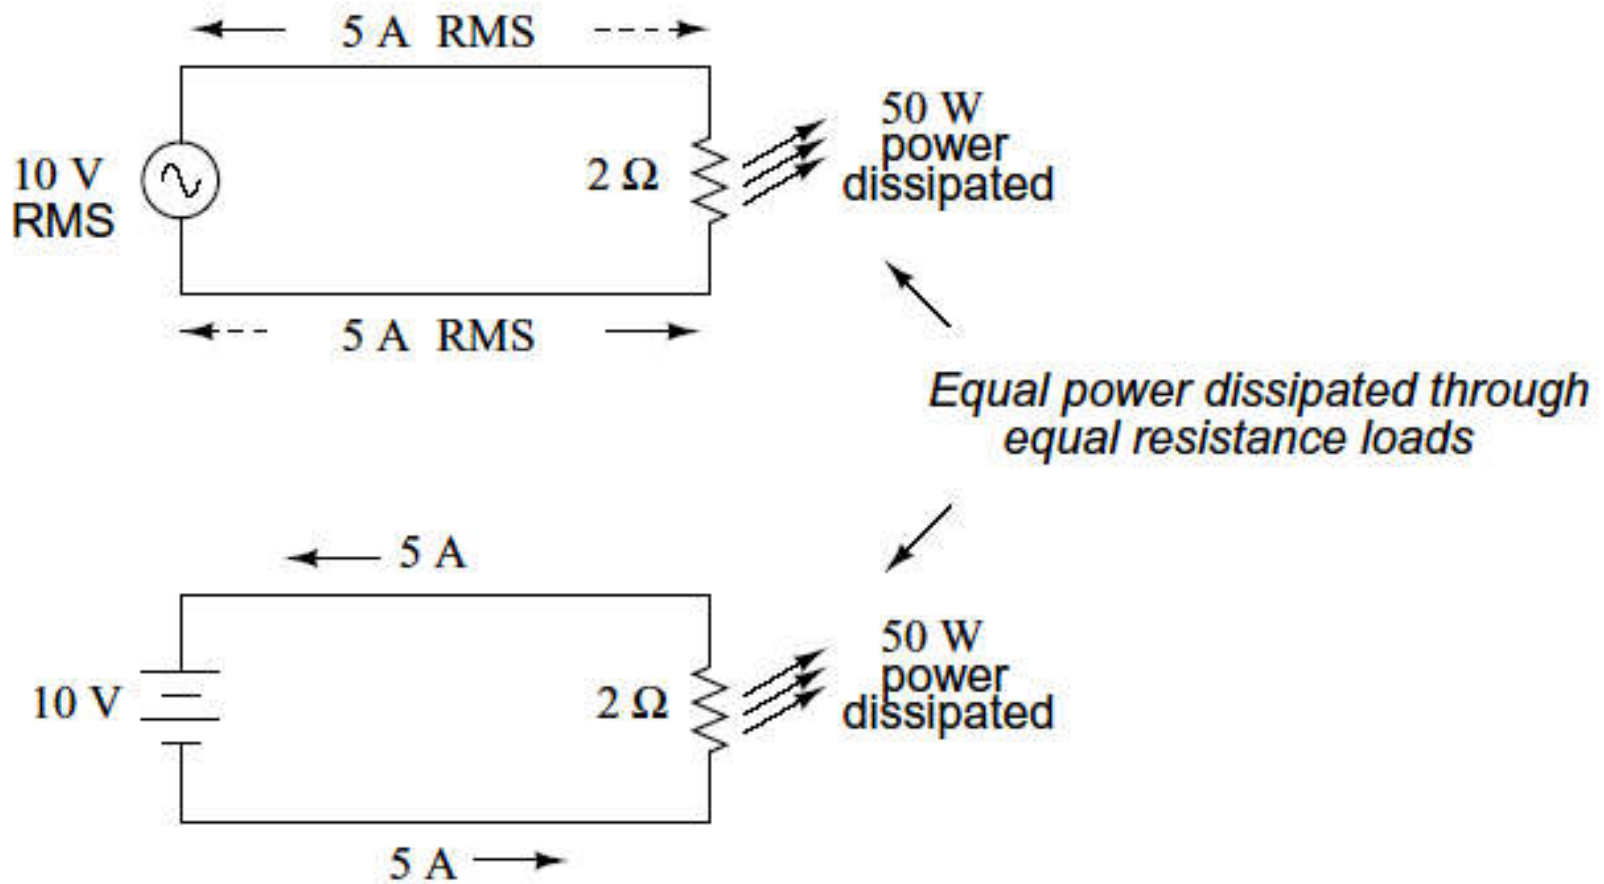 5 A RMS
50 W
power
dissipated
10 V
RMS
2 Ω
5 A RMS
Equal power dissipated through
equal resistance loads
5 A
50 W
power
dissipated
10 V
2 Ω
5 A